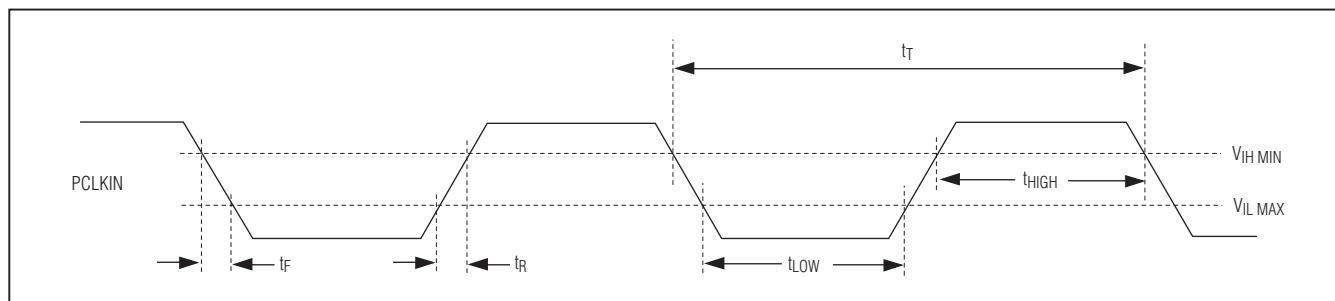 tT
VIH MIN
PCLKIN
tHIGH
VIL MAX
tF
tR
tLOW